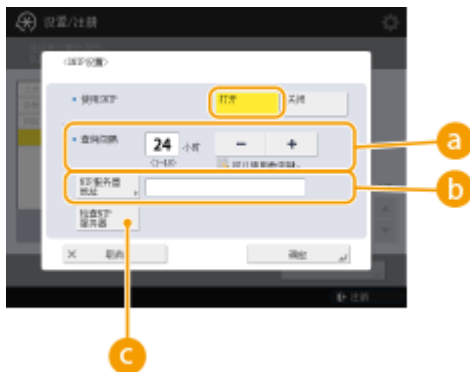 设置/注册
<SNTP设置>
使用SNTP
打开
关闭
查询间隔
24
小时
-
+
(1-48)
a
NTP服务器
地址
b
检查NTP
服务器
× 取消
确定
c
注销